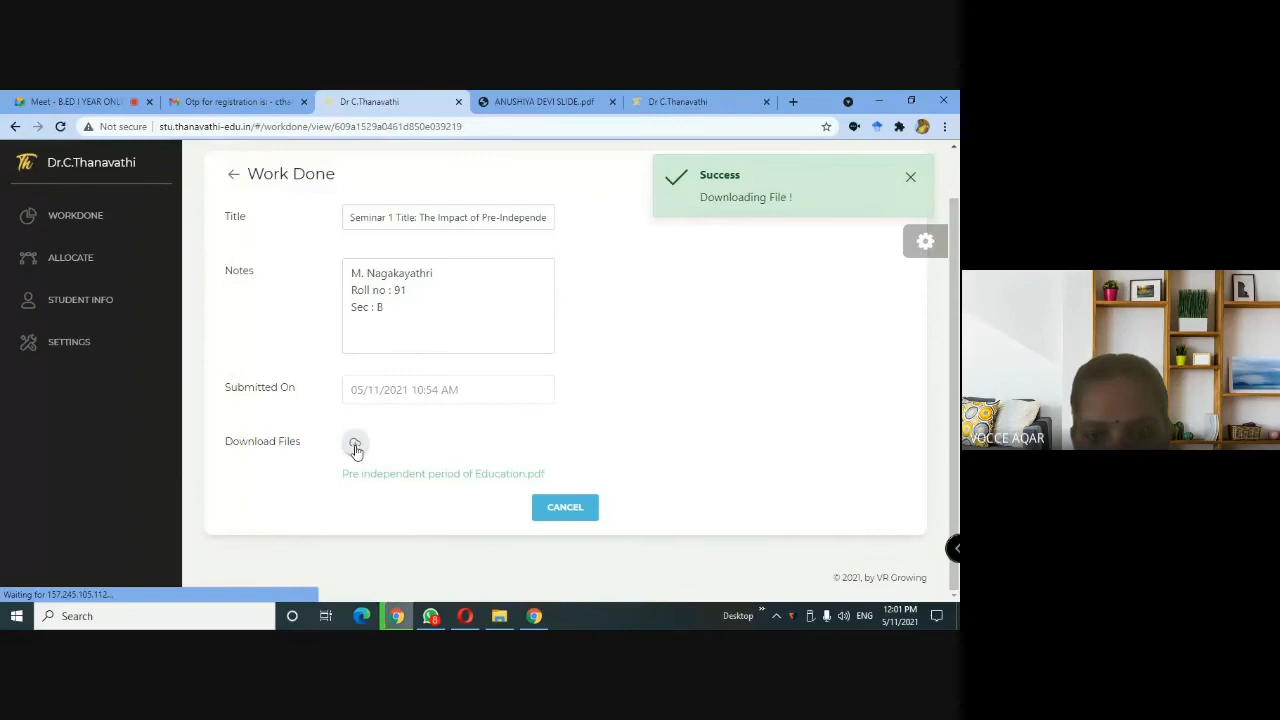 Meet - B.ED I YEAR ONLI
Otp for registration is: - ctha
Dr C.Thanavathi
ANUSHIYA DEVI SLIDE.pdf
Dr C.Thanavathi
Not secure
stu.thanavathi-edu.in/#/workdone/view/609a1529a0461d850e039219
Th
Dr.C.Thanavathi
WORKDONE
ALLOCATE
STUDENT INFO
SETTINGS
Work Done
Success
Downloading File !
Title
Seminar 1 Title: The Impact of Pre-Independe
Notes
M. Nagakayathri
Roll no : 91
Sec : B
Submitted On
05/11/2021 10:54 AM
Download Files
Pre independent period of Education.pdf
CANCEL
© 2021, by VR Growing
Waiting for 157.245.105.112...
VOCCE AQAR
Search
8
Desktop
ENG
12:01 PM
5/11/2021